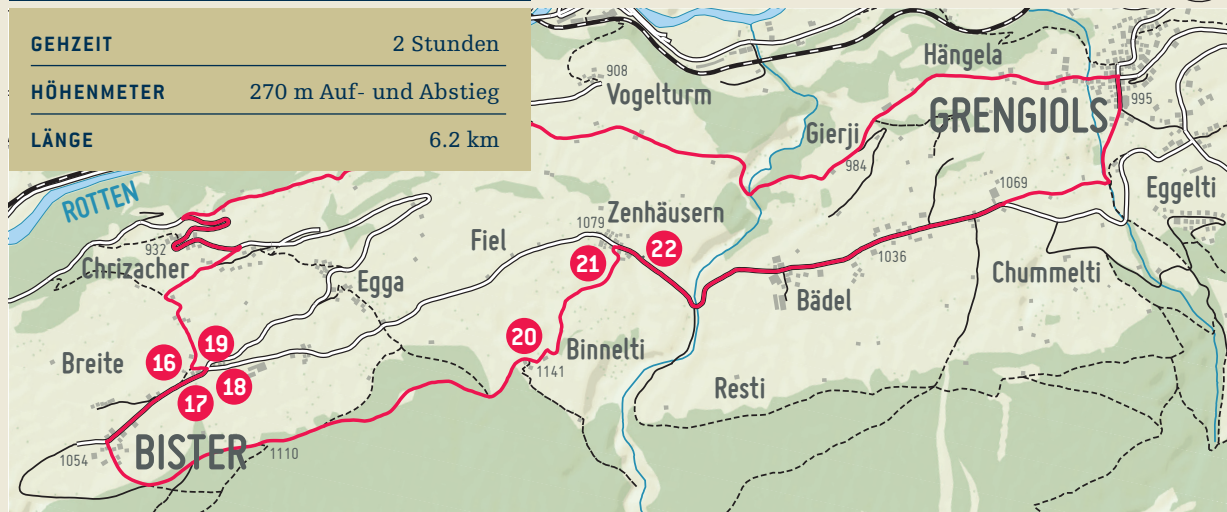 GEHZEIT 2 Stunden
HÖHENMETER 270 m Auf- und Abstieg
LÄNGE 6.2 km
Hängela
908
Vogelturm
995
GRENGIOLS
Gierji
984
ROTTEN
1069
Eggelti
1079
Zenhäusern
Fiel
22
932
21
1036
Chrizacher
Egga
Chummelti
Bädel
20
19
Breite
16
Binnelti
1141
18
17
Resti
BISTER
1054
1110